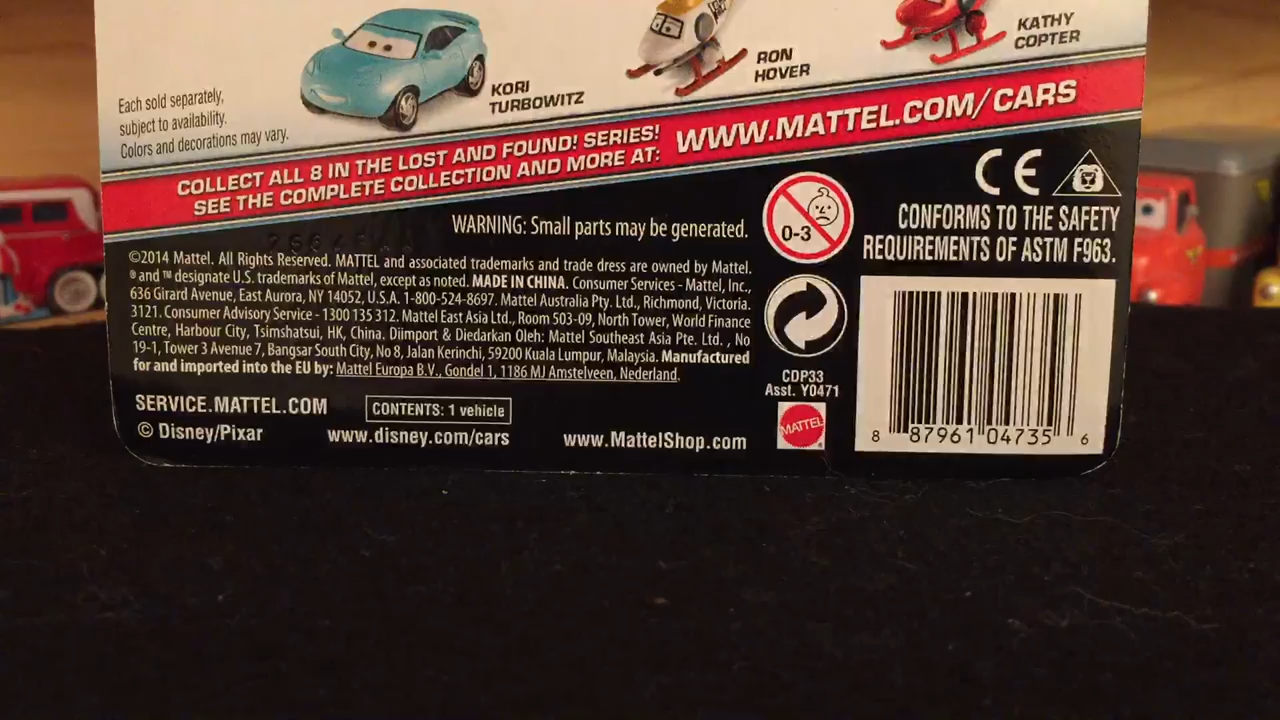 KORI
TURBOWITZ
RON
HOVER
KATHY
COPTER
Each sold separately,
subject to availability.
Colors and decorations may vary.
COLLECT ALL 8 IN THE LOST AND FOUND! SERIES!
SEE THE COMPLETE COLLECTION AND MORE AT:
WWW.MATTEL.COM/CARS
WARNING: Small parts may be generated.
0-3
CE
CONFORMS TO THE SAFETY
REQUIREMENTS OF ASTM F963.
©2014 Mattel. All Rights Reserved. MATTEL and associated trademarks and trade dress are owned by Mattel.
® and ™ designate U.S. trademarks of Mattel, except as noted. MADE IN CHINA. Consumer Services - Mattel, Inc.,
636 Girard Avenue, East Aurora, NY 14052, U.S.A. 1-800-524-8697. Mattel Australia Pty. Ltd., Richmond, Victoria.
3121. Consumer Advisory Service - 1300 135 312. Mattel East Asia Ltd., Room 503-09, North Tower, World Finance
Centre, Harbour City, Tsimshatsui, HK, China. Diimport & Diedarkan Oleh: Mattel Southeast Asia Pte. Ltd. , No
19-1, Tower 3 Avenue 7, Bangsar South City, No 8, Jalan Kerinchi, 59200 Kuala Lumpur, Malaysia. Manufactured
for and imported into the EU by: Mattel Europa B.V., Gondel 1, 1186 MJ Amstelveen, Nederland.
SERVICE.MATTEL.COM
CONTENTS: 1 vehicle
© Disney/Pixar
www.disney.com/cars
www.MattelShop.com
CDP33
Asst. Y0471
MATTEL
8 87961 04735 6